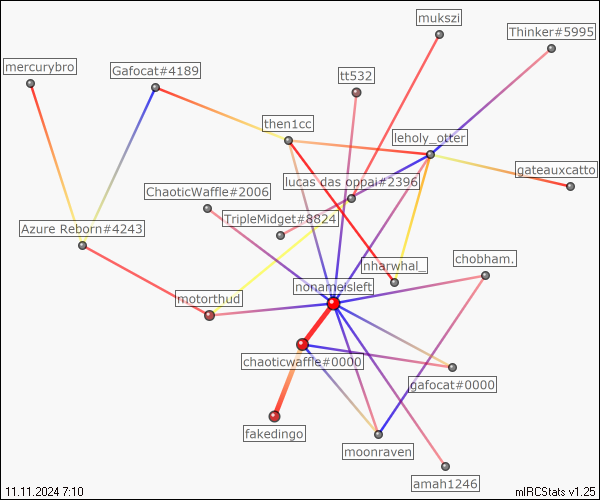 mukszi
Thinker#5995
mercurybro
Gafocat#4189
tt532
then1cc
leholy_otter
gateauxcatto
lucas das oppai#2396
ChaoticWaffle#2006
TripleMidget#8824
Azure Reborn#4243
chobham.
nharwhal_
nonameisleft
motorthud
chaoticwaffle#0000
gafocat#0000
fakedingo
moonraven
amah1246
11.11.2024 7:10
mIRCStats v1.25